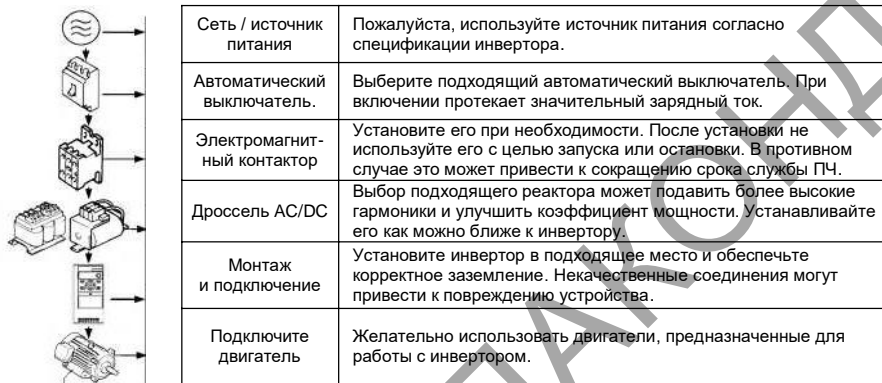 Сеть / источник
питания
Пожалуйста, используйте источник питания согласно
спецификации инвертора.
Автоматический
выключатель.
Выберите подходящий автоматический выключатель. При
включении протекает значительный зарядный ток.
Электромагнит-
ный контактор
Установите его при необходимости. После установки не
используйте его с целью запуска или остановки. В противном
случае это может привести к сокращению срока службы ПЧ.
Дроссель AC/DC
Выбор подходящего реактора может подавить более высокие
гармоники и улучшить коэффициент мощности. Устанавливайте
его как можно ближе к инвертору.
Монтаж
и подключение
Установите инвертор в подходящее место и обеспечьте
корректное заземление. Некачественные соединения могут
привести к повреждению устройства.
Подключите
двигатель
Желательно использовать двигатели, предназначенные для
работы с инвертором.
ПАКОНД